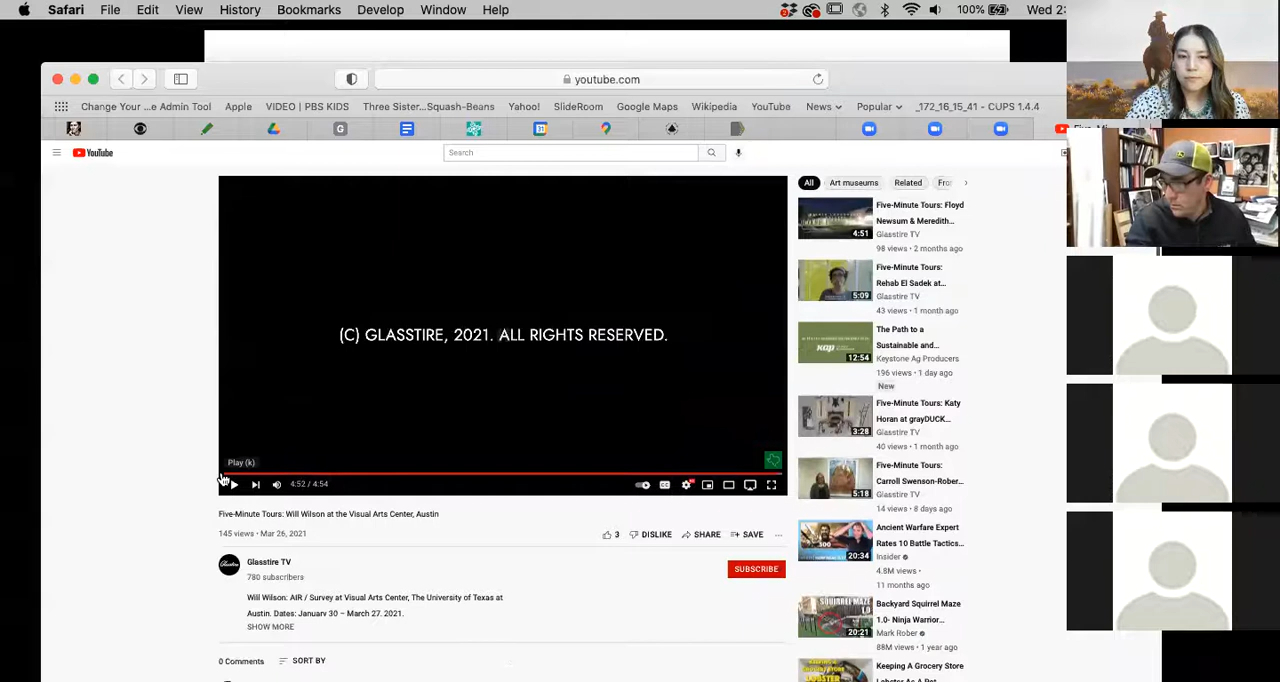 Safari File Edit View History Bookmarks Develop Window Help 100% Wed 2:
youtube.com
Change Your ...e Admin Tool Apple VIDEO | PBS KIDS Three Sister...Squash-Beans Yahoo! SlideRoom Google Maps Wikipedia YouTube News Popular _172_16_15_41 - CUPS 1.4.4
YouTube
Search
(C) GLASSTIRE, 2021. ALL RIGHTS RESERVED.
Play (k)
4:52 / 4:54
Five-Minute Tours: Will Wilson at the Visual Arts Center, Austin
145 views • Mar 26, 2021
3 DISLIKE SHARE SAVE ...
Glasstire TV
780 subscribers
SUBSCRIBE
Will Wilson: AIR / Survey at Visual Arts Center, The University of Texas at
Austin. Dates: January 30 – March 27, 2021.
SHOW MORE
0 Comments SORT BY
All Art museums Related Fro
Five-Minute Tours: Floyd
Newsum & Meredith...
Glasstire TV
98 views • 2 months ago
4:51
Five-Minute Tours:
Rehab El Sadek at...
Glasstire TV
43 views • 1 month ago
5:09
The Path to a
Sustainable and...
Keystone Ag Producers
196 views • 1 day ago
New
KAP
12:54
Five-Minute Tours: Katy
Horan at grayDUCK...
Glasstire TV
40 views • 1 month ago
3:28
Five-Minute Tours:
Carroll Swenson-Rober...
Glasstire TV
14 views • 8 days ago
5:18
Ancient Warfare Expert
Rates 10 Battle Tactics...
Insider
4.8M views •
11 months ago
300
20:34
Backyard Squirrel Maze
1.0- Ninja Warrior...
Mark Rober
88M views • 1 year ago
SQUIRREL MAZE
20:21
Keeping A Grocery Store
Lobster As A Pet